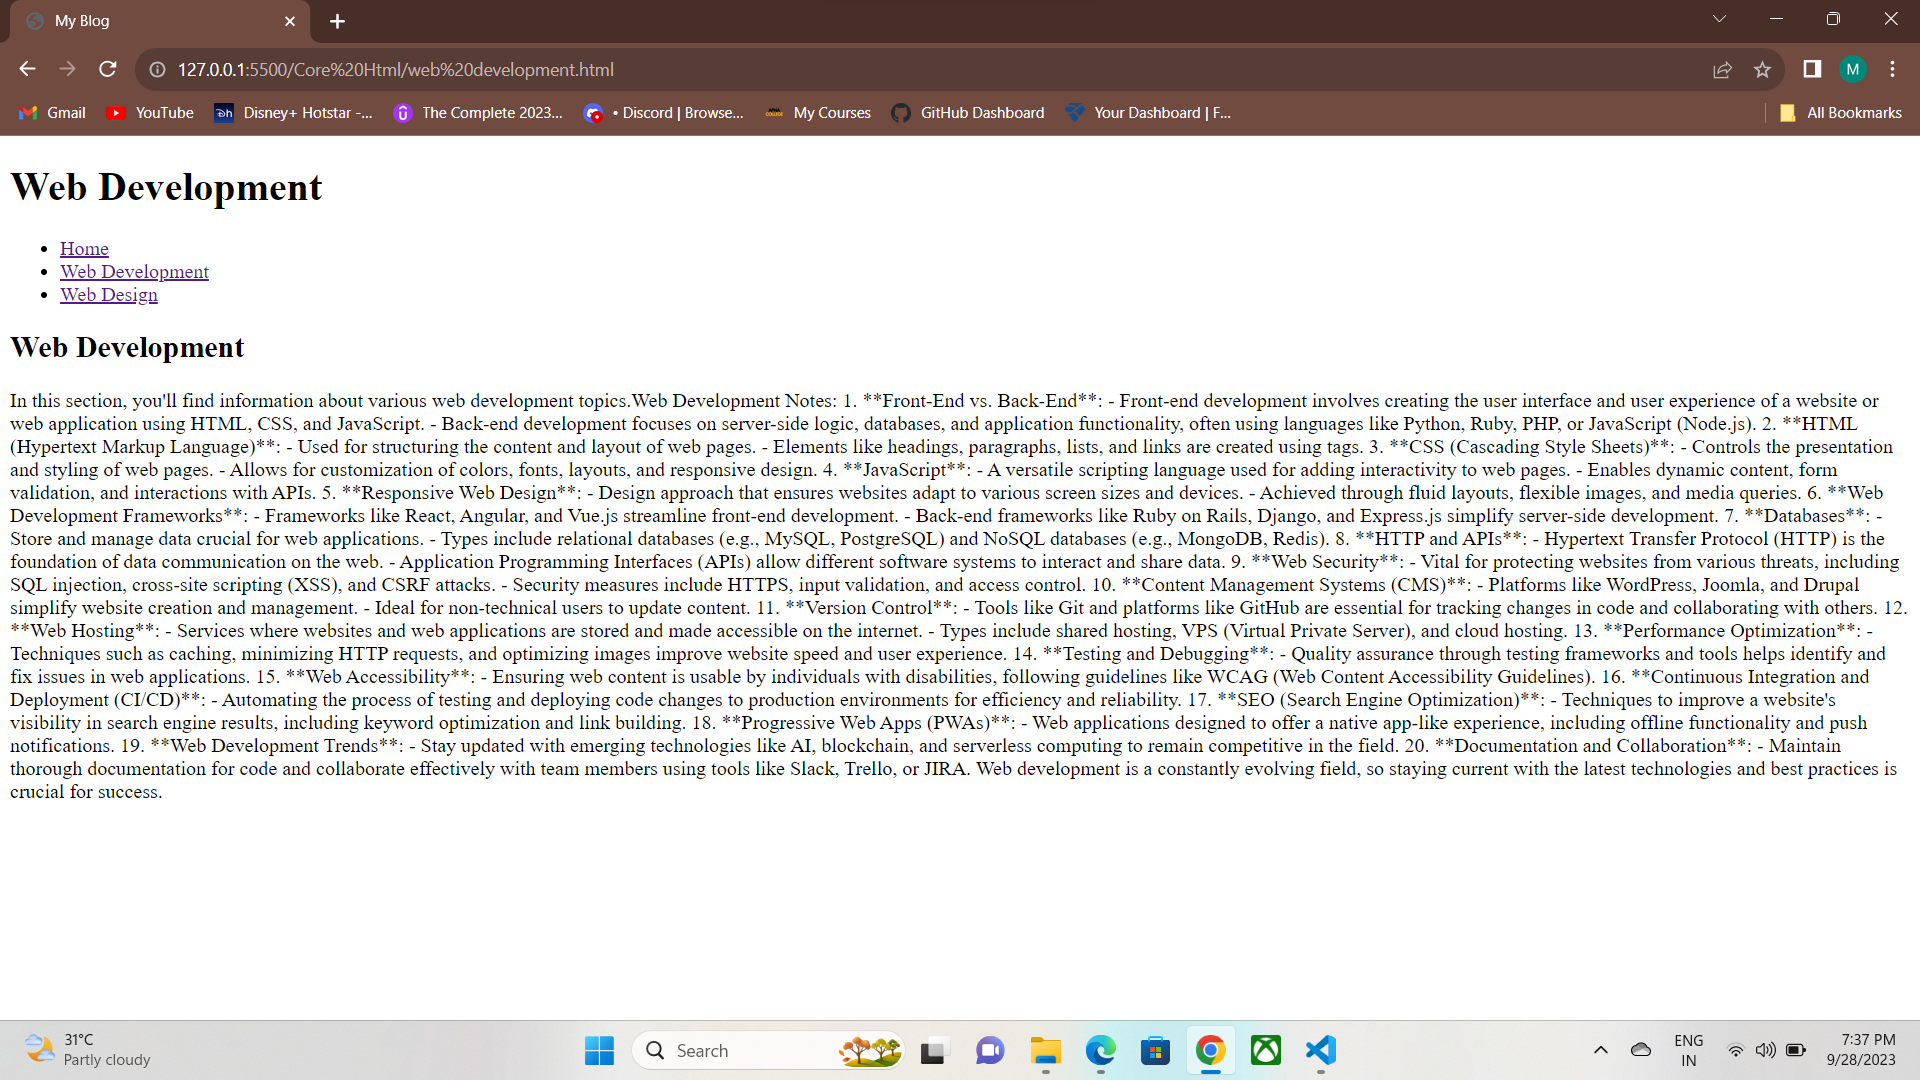 My Blog
127.0.0.1:5500/Core%20Html/web%20development.html
M
Gmail
YouTube
Disney+ Hotstar -...
The Complete 2023...
• Discord | Browse...
My Courses
GitHub Dashboard
Your Dashboard | F...
All Bookmarks
Web Development
• Home
• Web Development
• Web Design
Web Development
In this section, you'll find information about various web development topics.Web Development Notes: 1. **Front-End vs. Back-End**: - Front-end development involves creating the user interface and user experience of a website or
web application using HTML, CSS, and JavaScript. - Back-end development focuses on server-side logic, databases, and application functionality, often using languages like Python, Ruby, PHP, or JavaScript (Node.js). 2. **HTML
(Hypertext Markup Language)**: - Used for structuring the content and layout of web pages. - Elements like headings, paragraphs, lists, and links are created using tags. 3. **CSS (Cascading Style Sheets)**: - Controls the presentation
and styling of web pages. - Allows for customization of colors, fonts, layouts, and responsive design. 4. **JavaScript**: - A versatile scripting language used for adding interactivity to web pages. - Enables dynamic content, form
validation, and interactions with APIs. 5. **Responsive Web Design**: - Design approach that ensures websites adapt to various screen sizes and devices. - Achieved through fluid layouts, flexible images, and media queries. 6. **Web
Development Frameworks**: - Frameworks like React, Angular, and Vue.js streamline front-end development. - Back-end frameworks like Ruby on Rails, Django, and Express.js simplify server-side development. 7. **Databases**: -
Store and manage data crucial for web applications. - Types include relational databases (e.g., MySQL, PostgreSQL) and NoSQL databases (e.g., MongoDB, Redis). 8. **HTTP and APIs**: - Hypertext Transfer Protocol (HTTP) is the
foundation of data communication on the web. - Application Programming Interfaces (APIs) allow different software systems to interact and share data. 9. **Web Security**: - Vital for protecting websites from various threats, including
SQL injection, cross-site scripting (XSS), and CSRF attacks. - Security measures include HTTPS, input validation, and access control. 10. **Content Management Systems (CMS)**: - Platforms like WordPress, Joomla, and Drupal
simplify website creation and management. - Ideal for non-technical users to update content. 11. **Version Control**: - Tools like Git and platforms like GitHub are essential for tracking changes in code and collaborating with others. 12.
**Web Hosting**: - Services where websites and web applications are stored and made accessible on the internet. - Types include shared hosting, VPS (Virtual Private Server), and cloud hosting. 13. **Performance Optimization**: -
Techniques such as caching, minimizing HTTP requests, and optimizing images improve website speed and user experience. 14. **Testing and Debugging**: - Quality assurance through testing frameworks and tools helps identify and
fix issues in web applications. 15. **Web Accessibility**: - Ensuring web content is usable by individuals with disabilities, following guidelines like WCAG (Web Content Accessibility Guidelines). 16. **Continuous Integration and
Deployment (CI/CD)**: - Automating the process of testing and deploying code changes to production environments for efficiency and reliability. 17. **SEO (Search Engine Optimization)**: - Techniques to improve a website's
visibility in search engine results, including keyword optimization and link building. 18. **Progressive Web Apps (PWAs)**: - Web applications designed to offer a native app-like experience, including offline functionality and push
notifications. 19. **Web Development Trends**: - Stay updated with emerging technologies like AI, blockchain, and serverless computing to remain competitive in the field. 20. **Documentation and Collaboration**: - Maintain
thorough documentation for code and collaborate effectively with team members using tools like Slack, Trello, or JIRA. Web development is a constantly evolving field, so staying current with the latest technologies and best practices is
crucial for success.
31°C
Partly cloudy
Search
ENG
IN
7:37 PM
9/28/2023